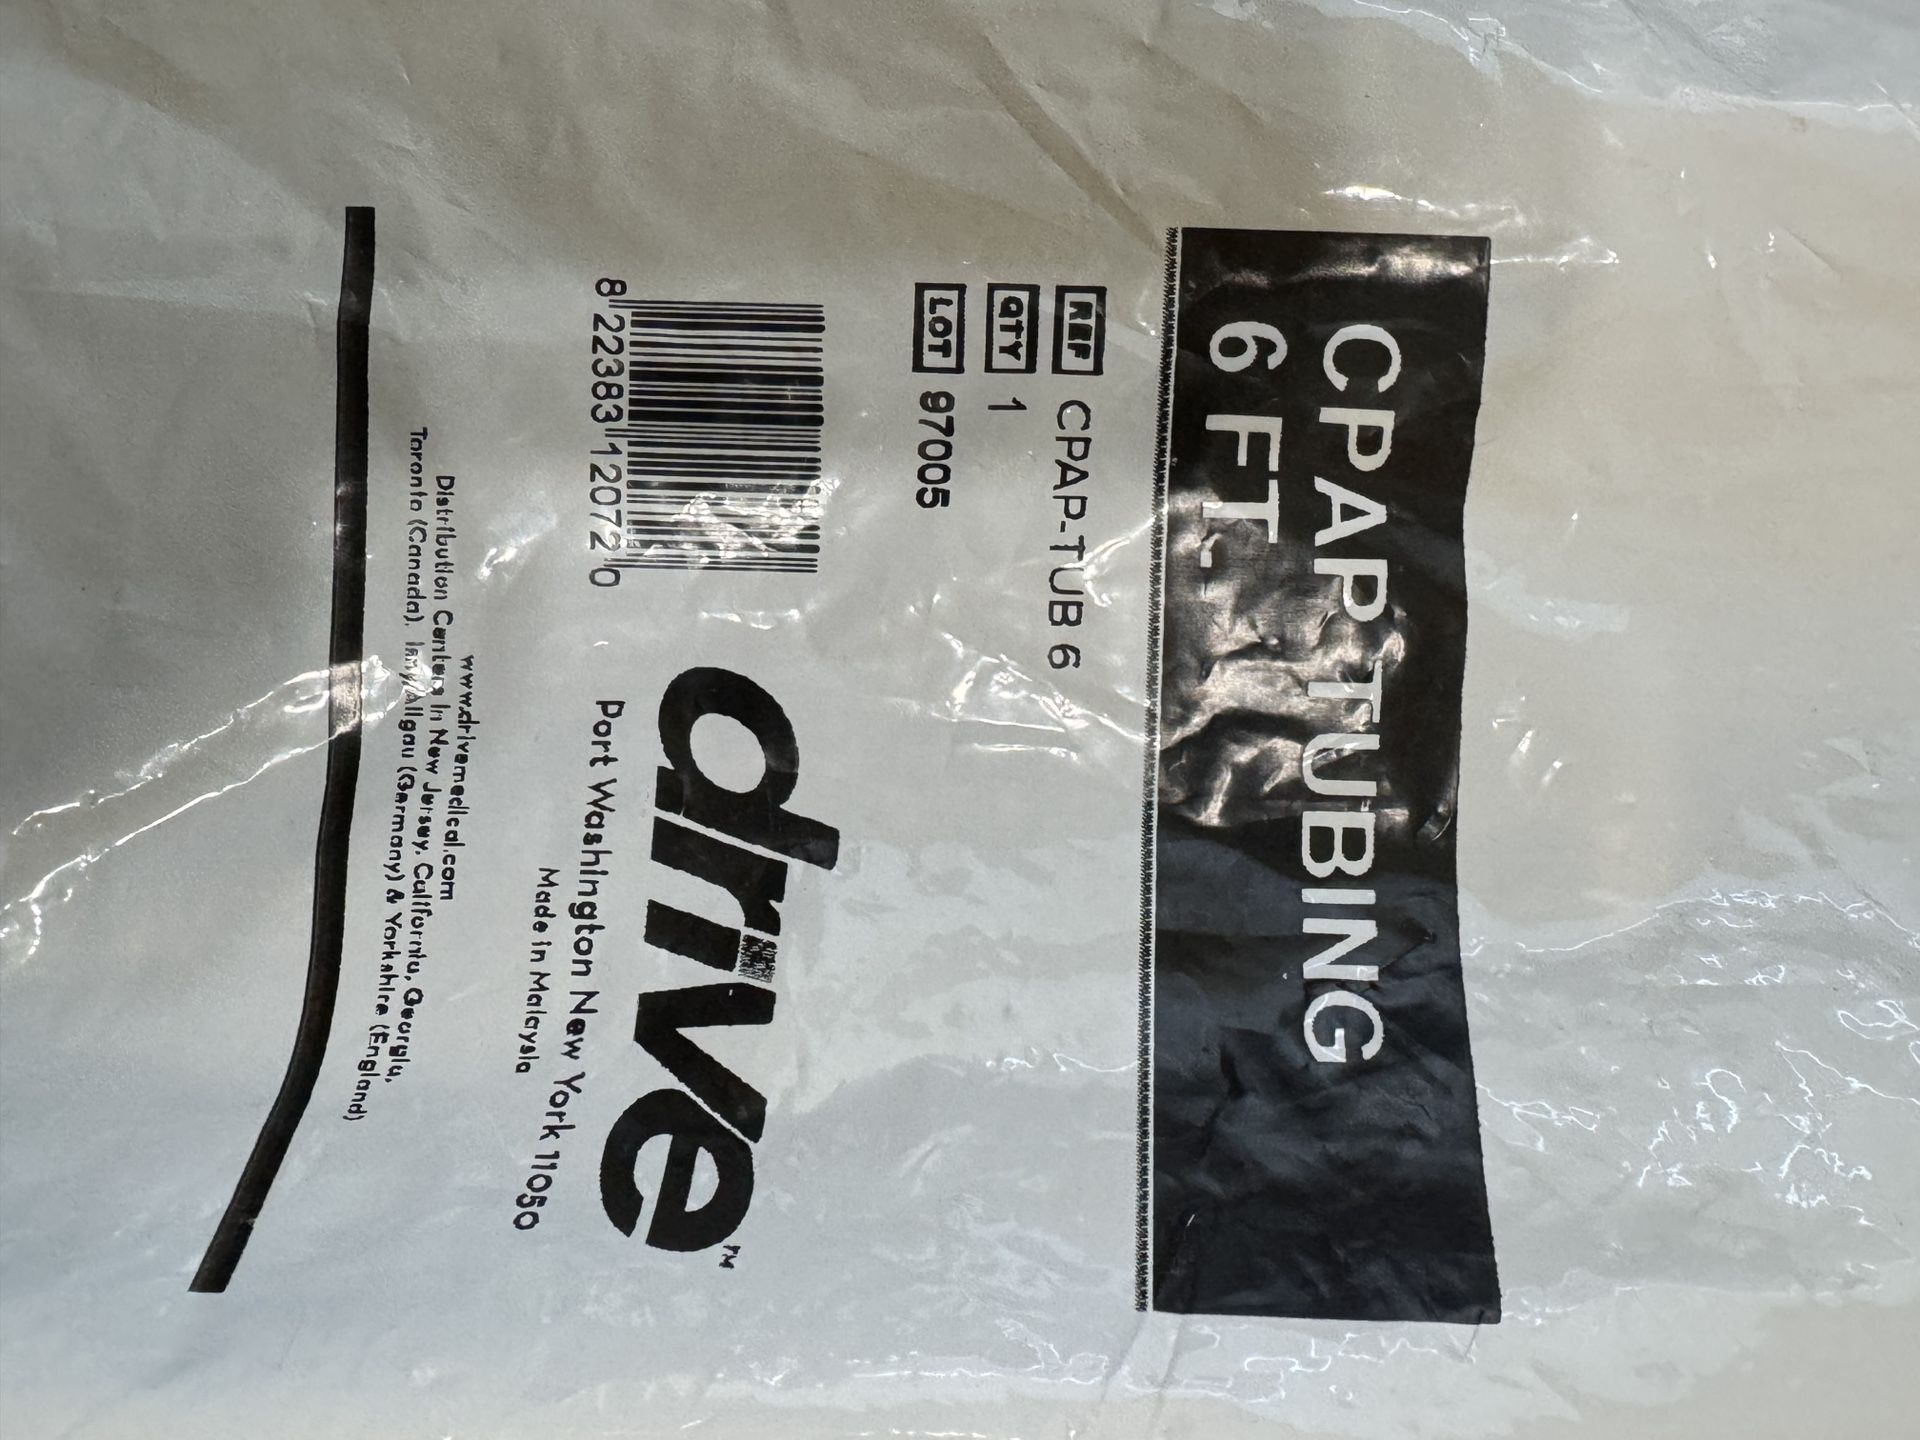 CPAP TUBING
6 FT.
REF CPAP-TUB 6
QTY 1
LOT 97005
8 22383 12072 0
drive™
Port Washington New York 11050
Made in Malaysia
www.drivemedical.com
Distribution Centers in New Jersey, California, Georgia,
Toronto (Canada), Isny/Allgau (Germany) & Yorkshire (England)